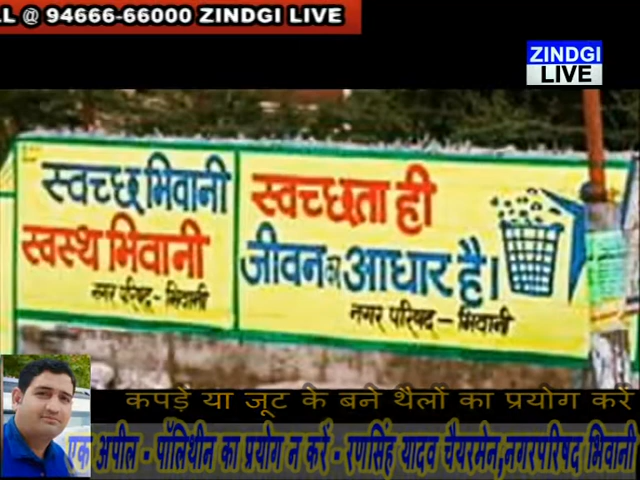 LL @ 94666-66000 ZINDGI LIVE
ZINDGI
LIVE
स्वच्छ भिवानी
स्वस्थ भिवानी
नगर परिषद् - भिवानी
स्वच्छता ही
जीवन का आधार है।
नगर परिषद - भिवानी
कपड़ें या जूट के बने थैलों का प्रयोग करें
एक अपील - पॉलिथीन का प्रयोग न करें - रणसिंह यादव चैयरमेन,नगरपरिषद भिवानी